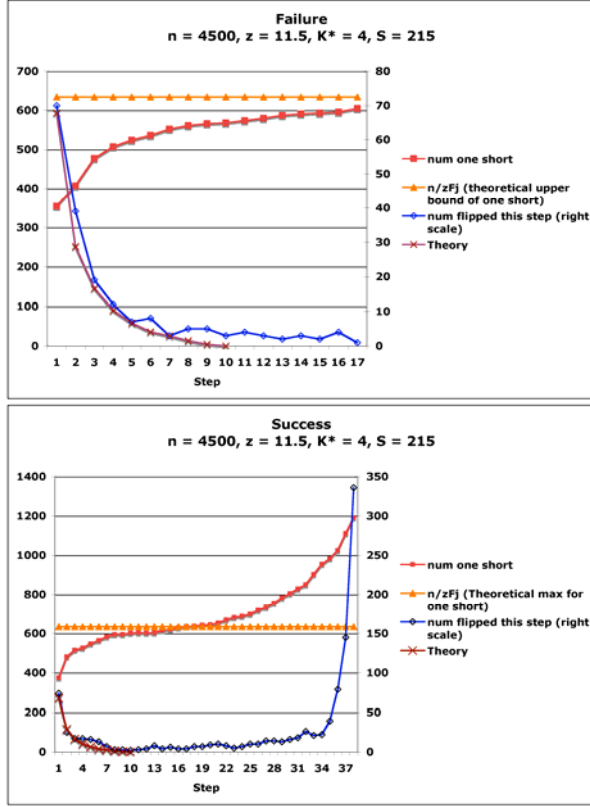 Failure
n = 4500, z = 11.5, K* = 4, S = 215
700
600
500
400
300
200
100
0
80
70
60
50
40
30
20
10
0
1 2 3 4 5 6 7 8 9 10 11 12 13 14 15 16 17
Step
num one short
n/zFj (theoretical upper
bound of one short)
num flipped this step (right
scale)
Theory
Success
n = 4500, z = 11.5, K* = 4, S = 215
1400
1200
1000
800
600
400
200
0
350
300
250
200
150
100
50
0
1 4 7 10 13 16 19 22 25 28 31 34 37
Step
num one short
n/zFj (Theoretical max for
one short)
num flipped this step (right
scale)
Theory